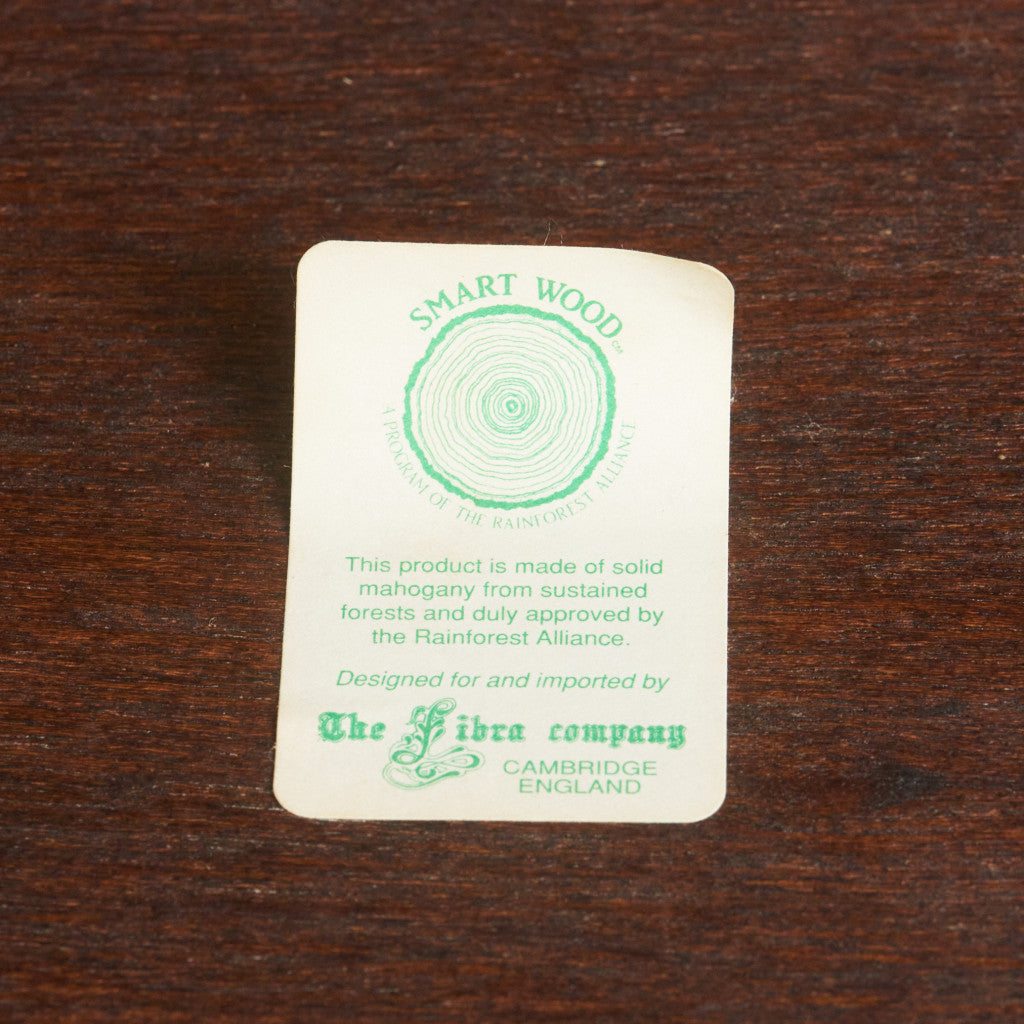 SMART WOOD
A PROGRAM OF THE RAINFOREST ALLIANCE
This product is made of solid
mahogany from sustained
forests and duly approved by
the Rainforest Alliance.
Designed for and imported by
The Libra company
CAMBRIDGE
ENGLAND